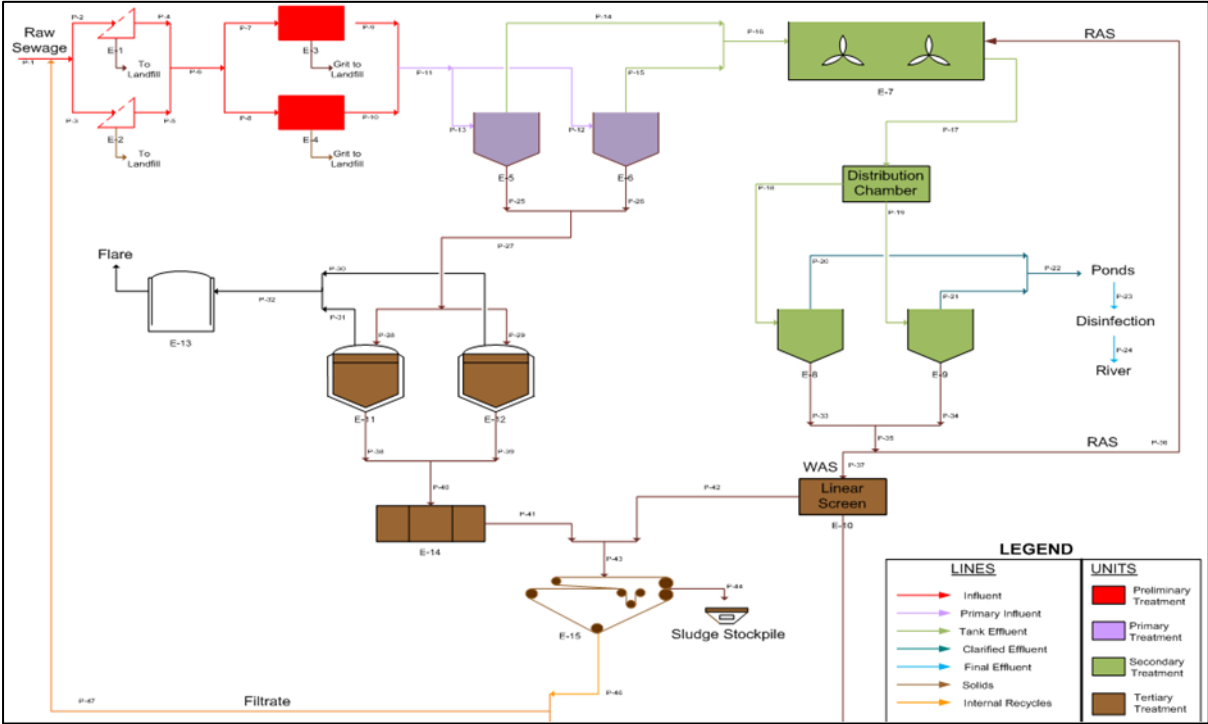 Raw
Sewage
P-1
P-2
P-4
E-1
To
Landfill
P-3
P-5
E-2
To
Landfill
P-6
P-7
P-9
E-3
Grit to
Landfill
P-8
P-10
E-4
Grit to
Landfill
P-11
P-13
P-12
P-14
P-15
P-16
E-5
E-6
P-25
P-26
P-27
E-7
RAS
P-17
Distribution
Chamber
P-18
P-19
P-20
P-21
P-22
Ponds
P-23
Disinfection
P-24
River
E-8
E-9
P-33
P-34
P-35
RAS
P-36
WAS
P-37
Linear
Screen
E-10
Flare
P-30
P-32
P-31
E-13
P-28
P-29
E-11
E-12
P-38
P-39
P-40
P-41
P-42
E-14
P-43
P-44
E-15
Sludge Stockpile
P-46
P-47
Filtrate
LEGEND
LINES
Influent
Primary Influent
Tank Effluent
Clarified Effluent
Final Effluent
Solids
Internal Recycles
UNITS
Preliminary
Treatment
Primary
Treatment
Secondary
Treatment
Tertiary
Treatment